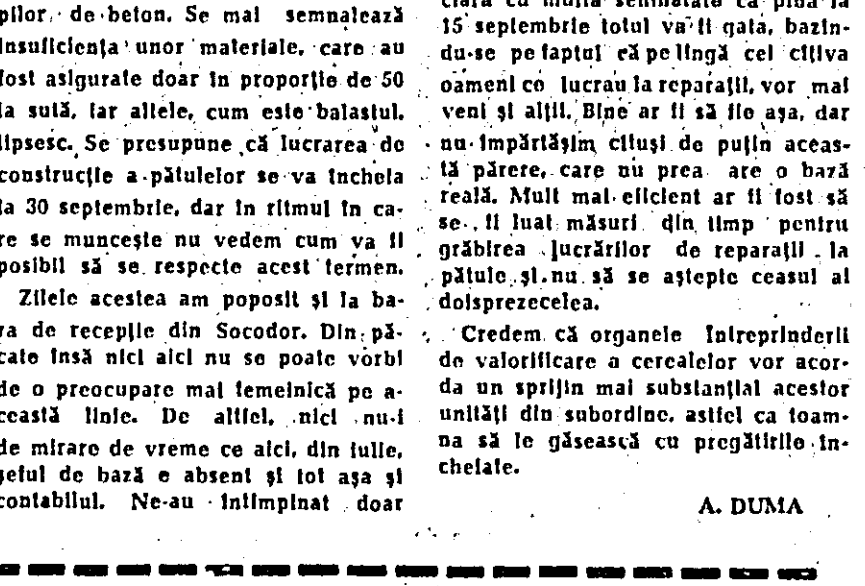 pilor, de beton. Se mai semnalează
insuficiența unor materiale, care au
fost asigurate doar în proporție de 50
la sută, iar altele, cum este balastul,
lipsesc. Se presupune că lucrarea de
construcție a pătulelor se va încheia
la 30 septembrie, dar în ritmul în ca-
re se muncește nu vedem cum va fi
posibil să se respecte acest termen.
Zilele acestea am poposit și la ba-
za de recepție din Socodor. Din pă-
cate însă nici aici nu se poate vorbi
de o preocupare mai temeinică pe a-
ceastă linie. De altfel, nici nu-i
de mirare de vreme ce aici, din iulie,
șeful de bază e absent și tot așa și
contabilul. Ne-au întîmpinat doar
15 septembrie totul va fi gata, bazîn-
du-se pe faptul că pe lîngă cei cîțiva
oameni ce lucrau la reparații, vor mai
veni și alții. Bine ar fi să fie așa, dar
nu împărtășim cîtuși de puțin aceas-
tă părere, care nu prea are o bază
reală. Mult mai eficient ar fi fost să
se fi luat măsuri din timp pentru
grăbirea lucrărilor de reparații la
pătule și nu să se aștepte ceasul al
doisprezecelea.
Credem că organele Întreprinderii
de valorificare a cerealelor vor acor-
da un sprijin mai substanțial acestor
unități din subordine, astfel ca toam-
na să le găsească cu pregătirile în-
cheiate.
A. DUMA